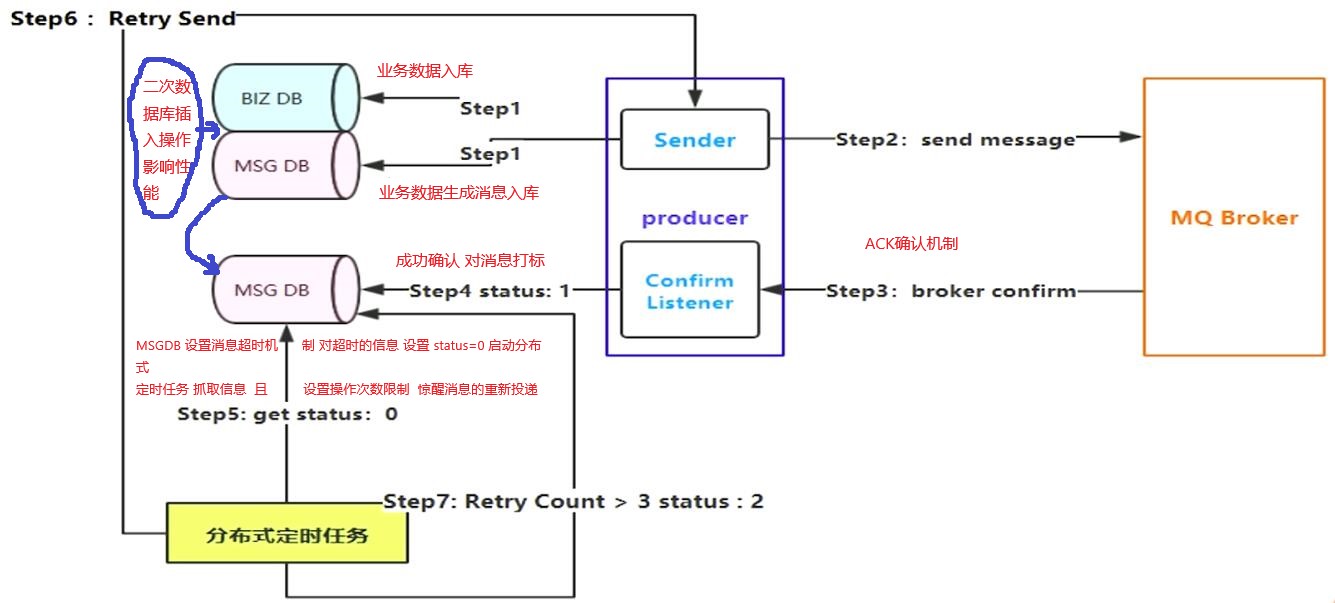 Step6 : Retry Send
二次数
据库插
入操作
影响性
能
BIZ DB
业务数据入库
Step1
MSG DB
Step1
业务数据生成消息入库
Sender
Step2: send message
producer
MQ Broker
ACK确认机制
Confirm
Listener
Step3: broker confirm
成功确认 对消息打标
MSG DB
Step4 status: 1
MSGDB 设置消息超时机 制 对超时的信息 设置 status=0 启动分布
式
定时任务 抓取信息 且 设置操作次数限制 惊醒消息的重新投递
Step5: get status: 0
Step7: Retry Count > 3 status : 2
分布式定时任务